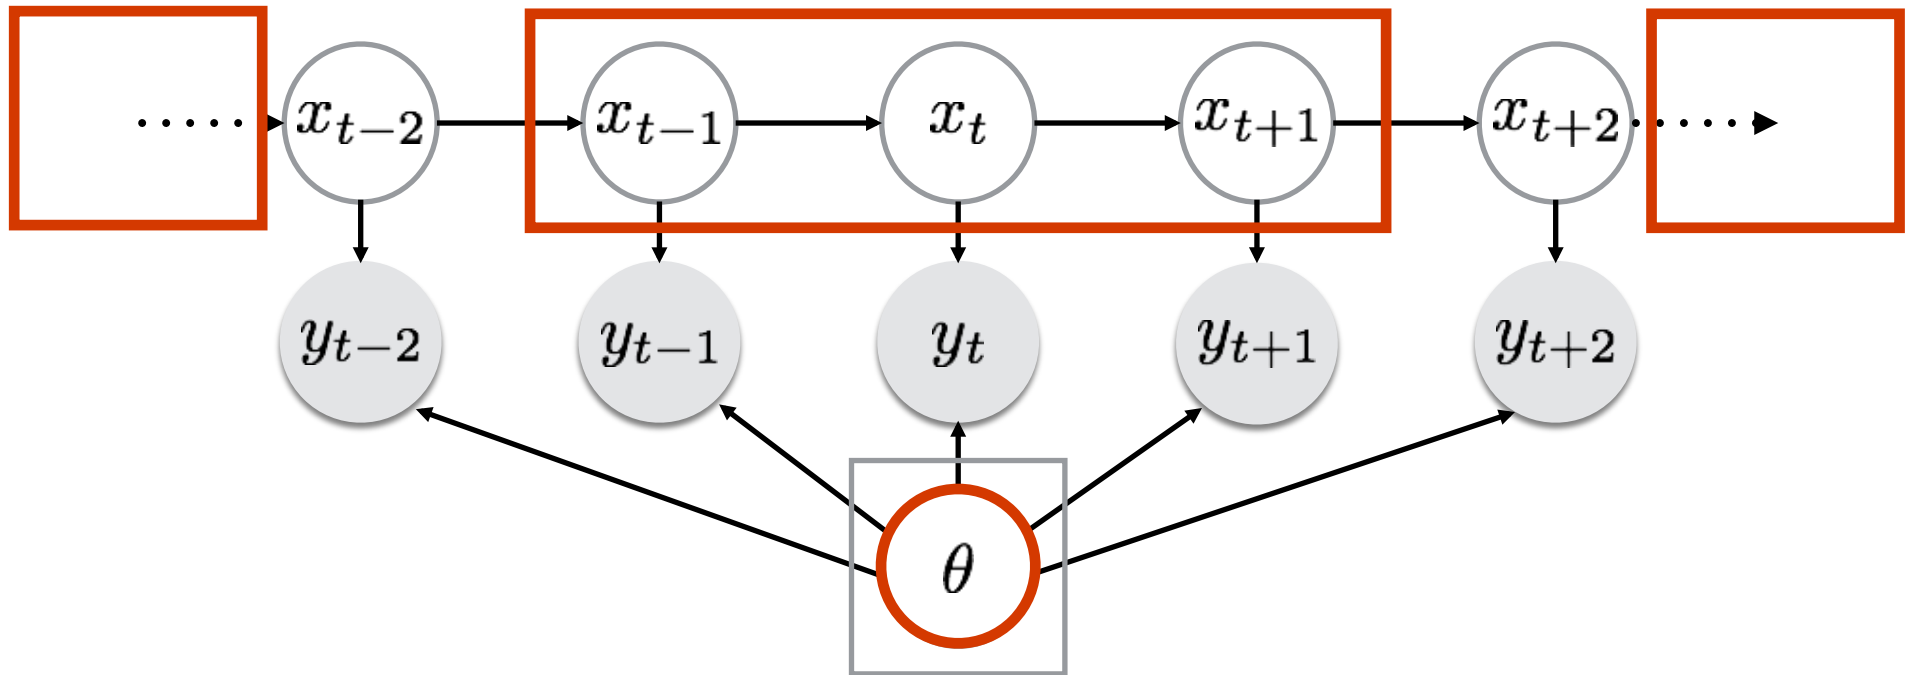 x_{t-2} x_{t-1} x_t x_{t+1} x_{t+2}
y_{t-2} y_{t-1} y_t y_{t+1} y_{t+2}
θ